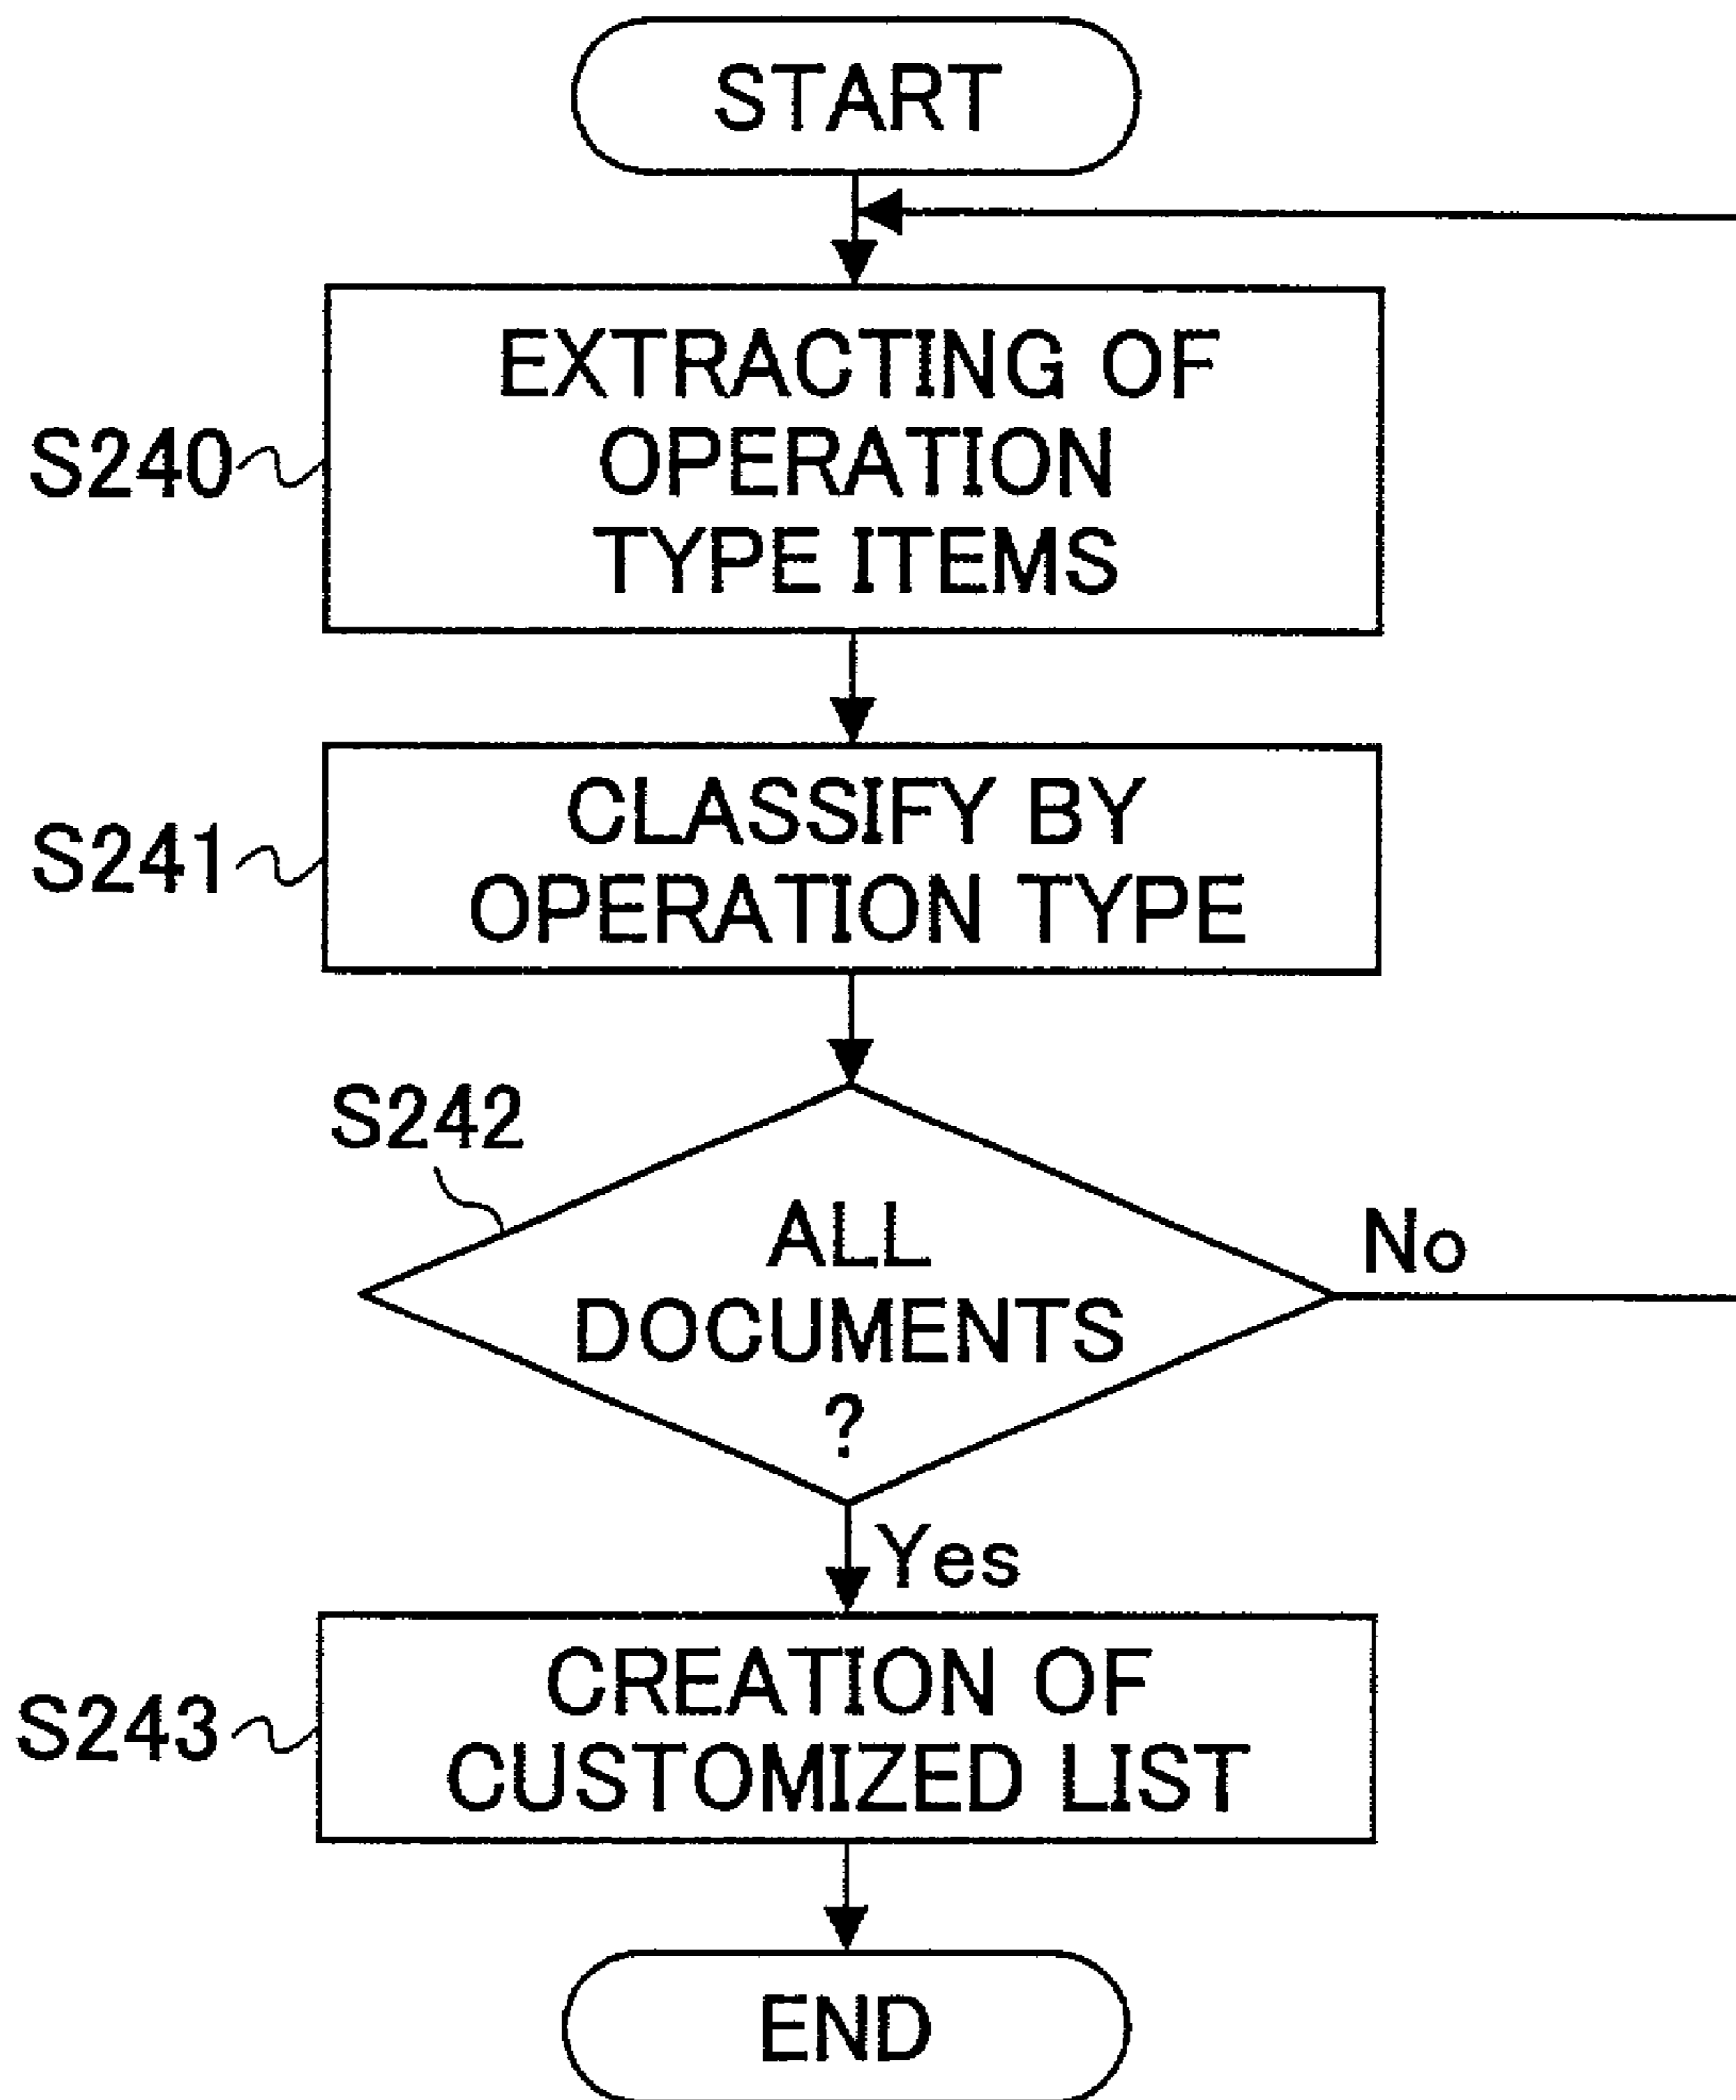 START
EXTRACTING OF
OPERATION
TYPE ITEMS
S240
CLASSIFY BY
OPERATION TYPE
S241
S242
ALL
DOCUMENTS
?
No
Yes
CREATION OF
CUSTOMIZED LIST
S243
END